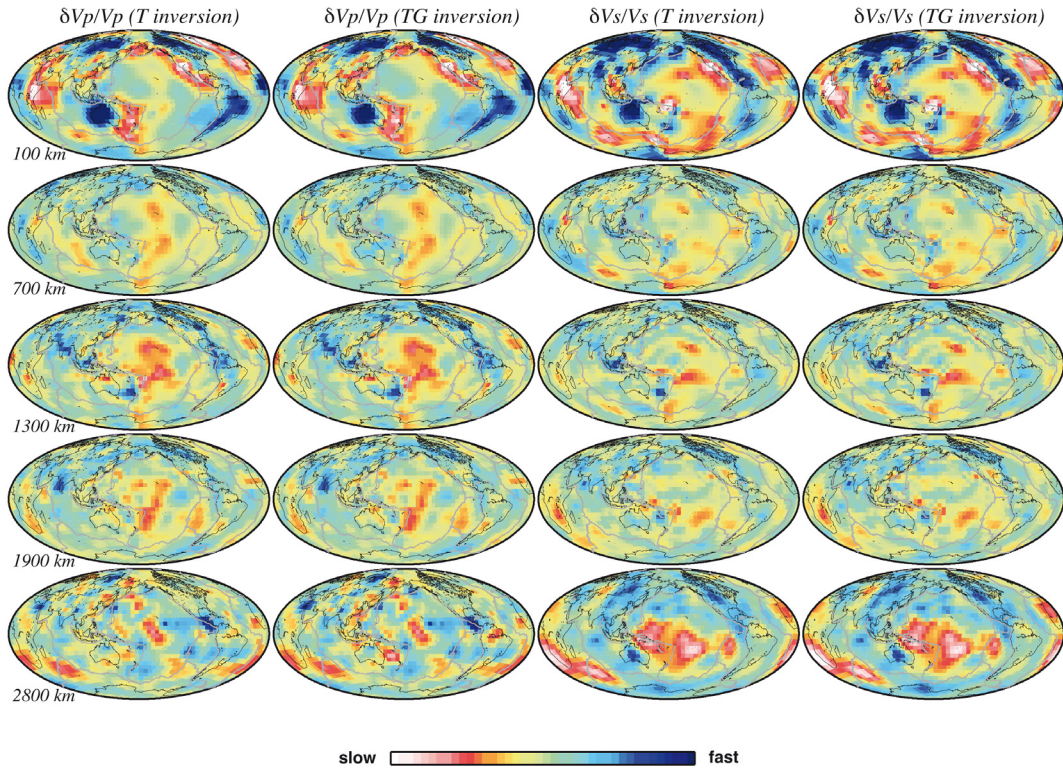 δVp/Vp (T inversion) δVp/Vp (TG inversion) δVs/Vs (T inversion) δVs/Vs (TG inversion)
100 km
700 km
1300 km
1900 km
2800 km
slow fast